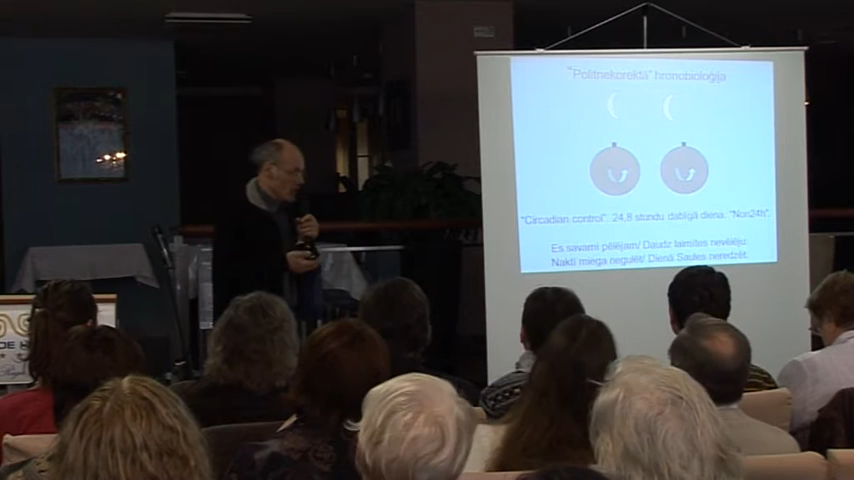 "Politnekorektā" hronobioloģija
"Circadian control". 24,8 stundu dabīgā diena. "Non24h".
Es savami pēlējam/ Daudz laimītes nevēlēju:
Naktī miega negulēt/ Dienā Saules neredzēt.
DE